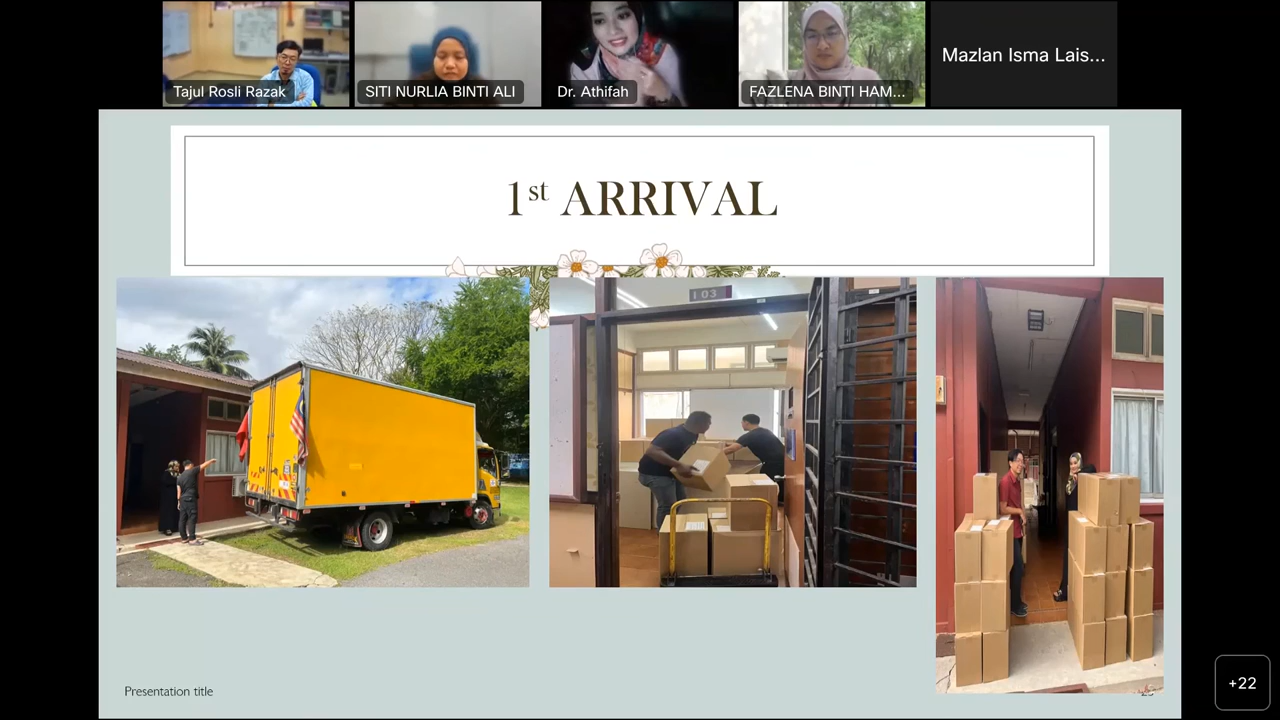 Tajul Rosli Razak
SITI NURLIA BINTI ALI
Dr. Athifah
FAZLENA BINTI HAM...
Mazlan Isma Lais...
1st ARRIVAL
103
Presentation title
+22